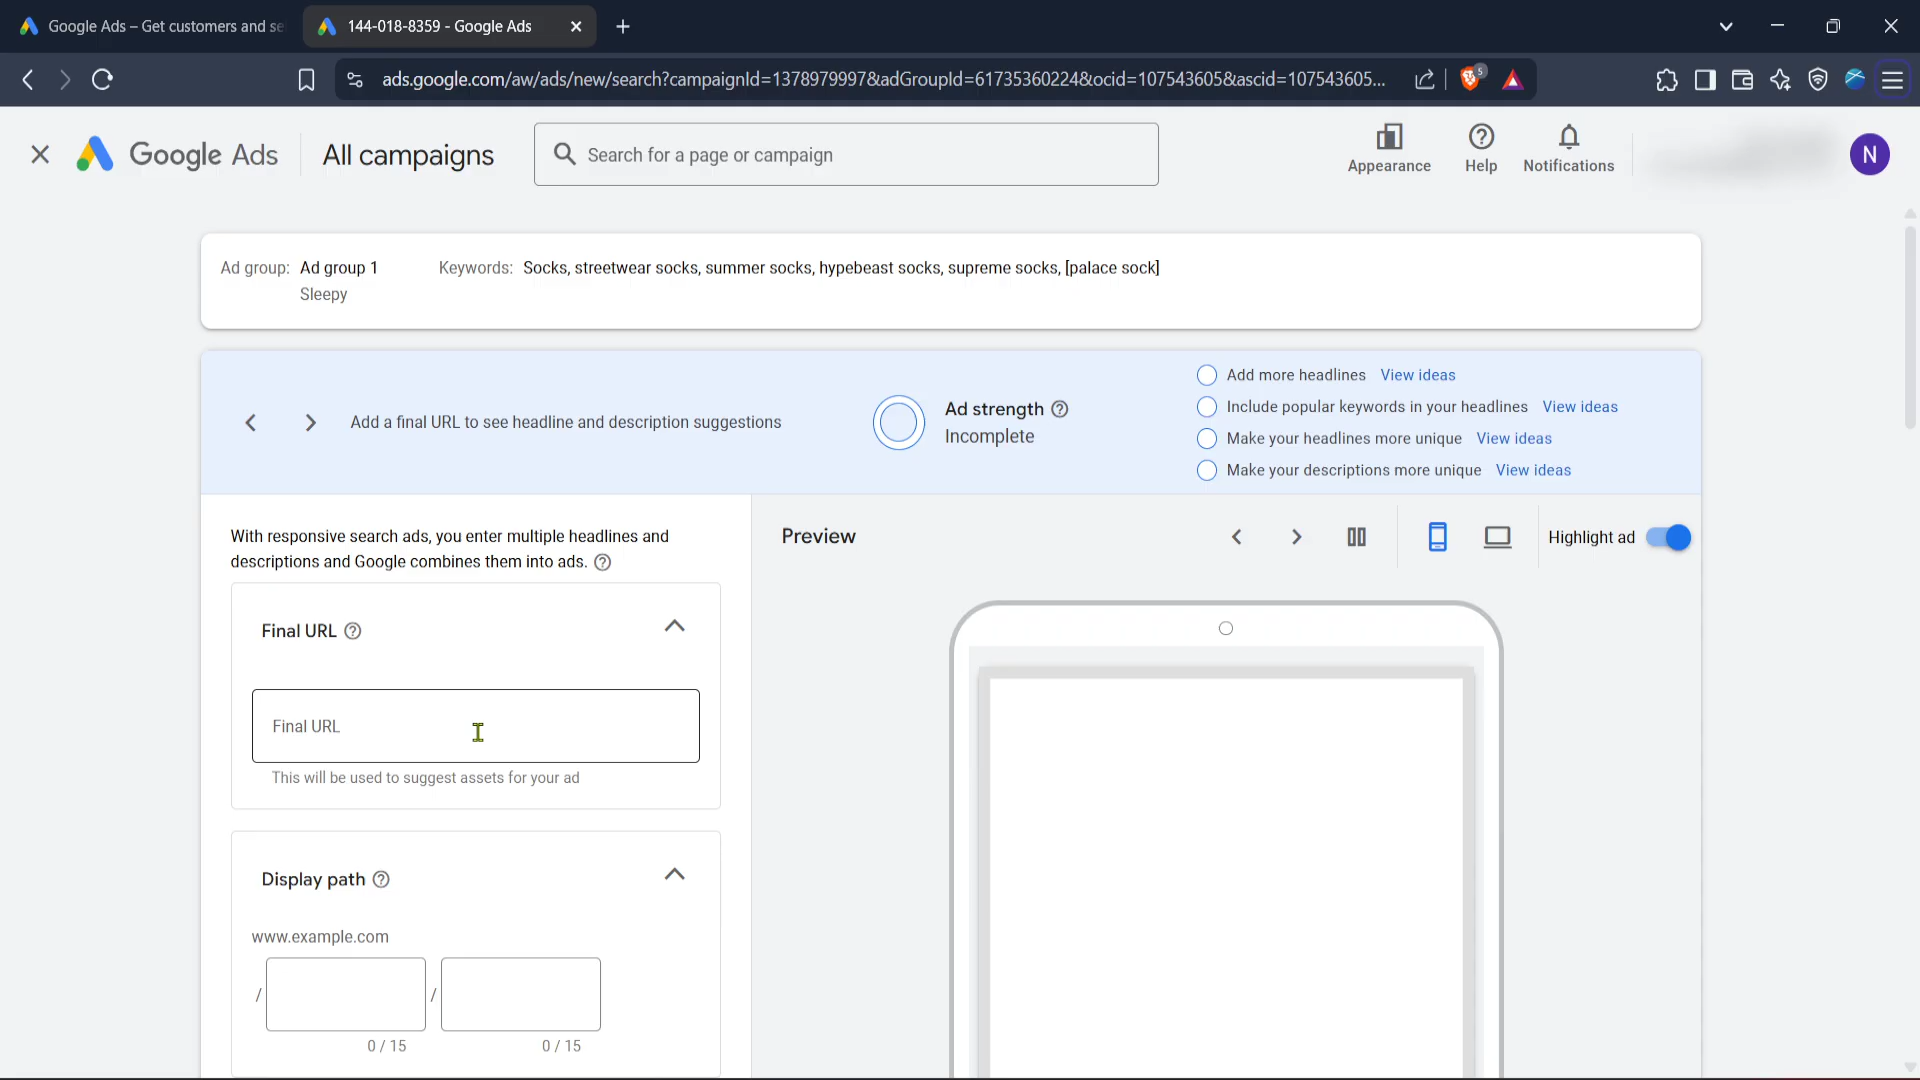 Google Ads – Get customers and se
144-018-8359 - Google Ads
ads.google.com/aw/ads/new/search?campaignId=1378979997&adGroupId=61735360224&ocid=107543605&ascid=107543605...
5
Google Ads
All campaigns
Search for a page or campaign
Appearance
Help
Notifications
N
Ad group: Ad group 1
Sleepy
Keywords: Socks, streetwear socks, summer socks, hypebeast socks, supreme socks, [palace sock]
Add a final URL to see headline and description suggestions
Ad strength
Incomplete
Add more headlines View ideas
Include popular keywords in your headlines View ideas
Make your headlines more unique View ideas
Make your descriptions more unique View ideas
With responsive search ads, you enter multiple headlines and
descriptions and Google combines them into ads.
Preview
Highlight ad
Final URL
Final URL
This will be used to suggest assets for your ad
Display path
www.example.com
/ /
0 / 15 0 / 15